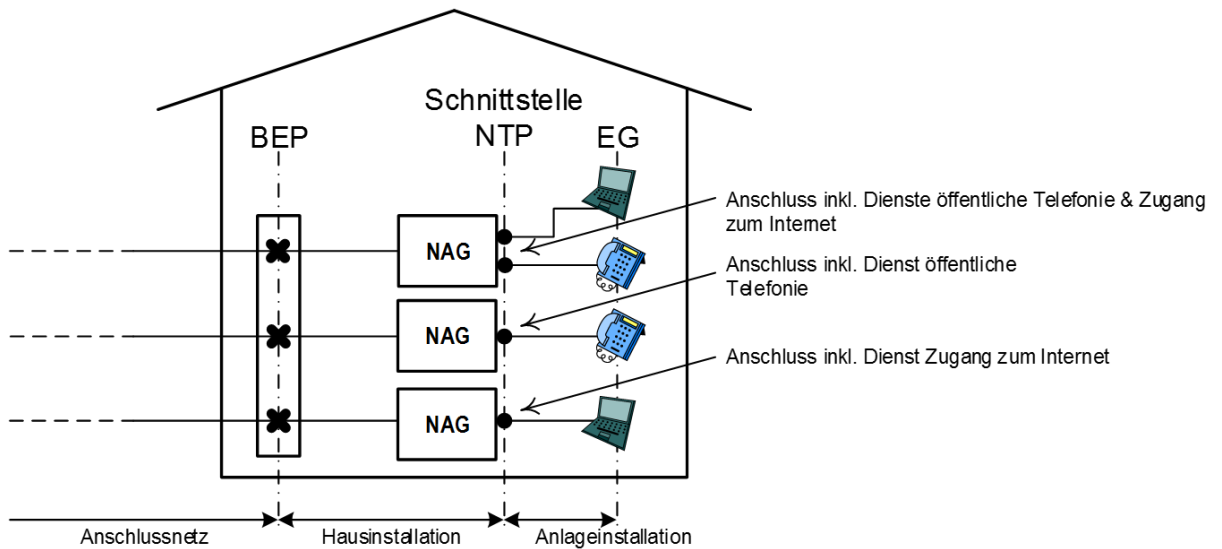 Schnittstelle
BEP
NTP
EG
Anschluss inkl. Dienste öffentliche Telefonie & Zugang
zum Internet
NAG
Anschluss inkl. Dienst öffentliche
Telefonie
NAG
Anschluss inkl. Dienst Zugang zum Internet
NAG
Anschlussnetz
Hausinstallation
Anlageinstallation